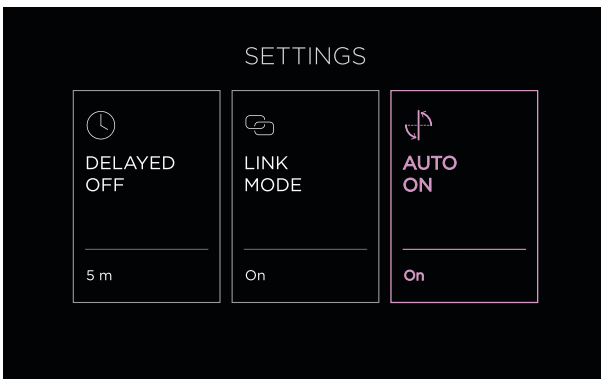 SETTINGS
DELAYED
OFF
5 m
LINK
MODE
On
AUTO
ON
On